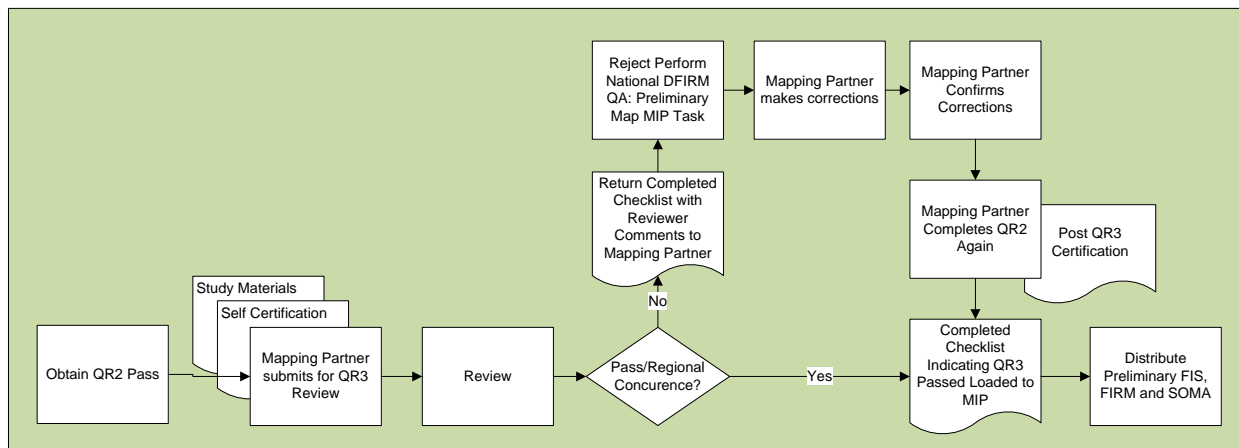 Reject Perform
National DFIRM
QA: Preliminary
Map MIP Task
Mapping Partner
makes corrections
Mapping Partner
Confirms
Corrections
Return Completed
Checklist with
Reviewer
Comments to
Mapping Partner
Mapping Partner
Completes QR2
Again
Post QR3
Certification
Study Materials
Self Certification
No
Obtain QR2 Pass
Mapping Partner
submits for QR3
Review
Review
Pass/Regional
Concurence?
Yes
Completed
Checklist
Indicating QR3
Passed Loaded to
MIP
Distribute
Preliminary FIS,
FIRM and SOMA